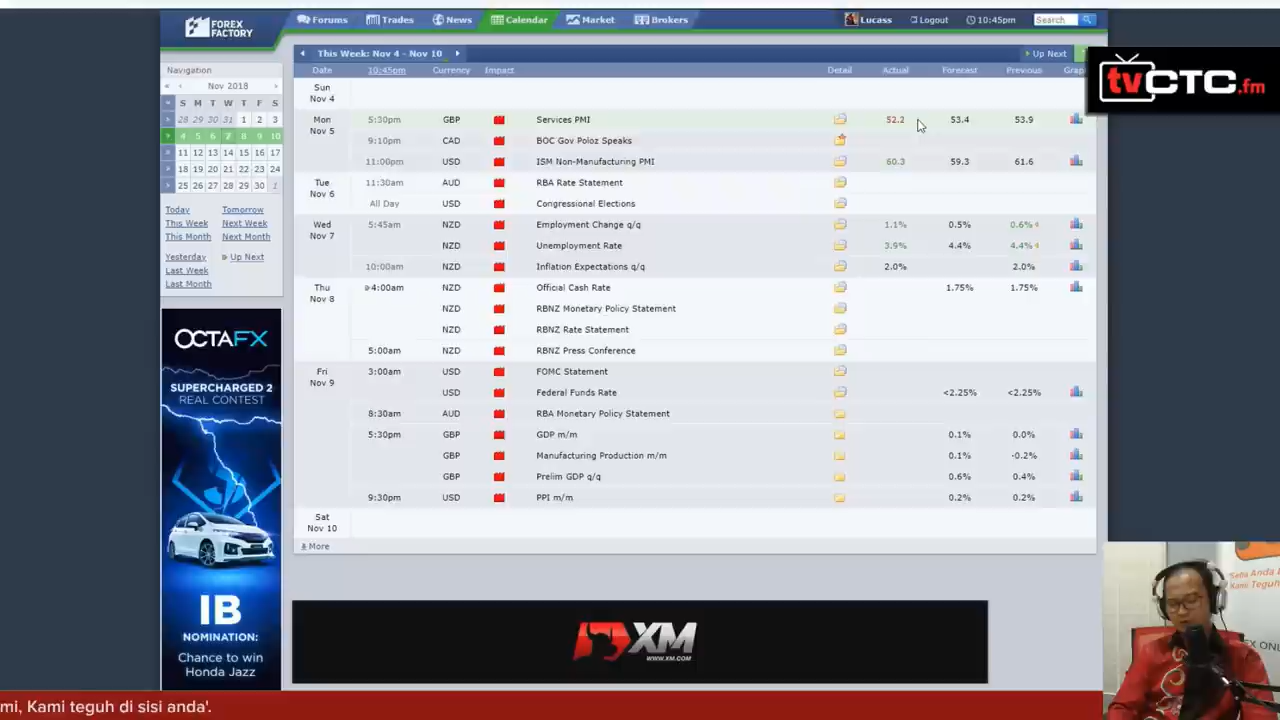 FOREX FACTORY
Forums Trades News Calendar Market Brokers
Lucass Logout 10:45pm Search
This Week: Nov 4 - Nov 10
Up Next
Date 10:45pm Currency Impact Detail Actual Forecast Previous Graph
Navigation
Nov 2018
S M T W T F S
28 29 30 31 1 2 3
4 5 6 7 8 9 10
11 12 13 14 15 16 17
18 19 20 21 22 23 24
25 26 27 28 29 30 1
Today Tomorrow
This Week Next Week
This Month Next Month
Yesterday Up Next
Last Week
Last Month
Sun Nov 4
Mon Nov 5 5:30pm GBP Services PMI 52.2 53.4 53.9
9:10pm CAD BOC Gov Poloz Speaks
11:00pm USD ISM Non-Manufacturing PMI 60.3 59.3 61.6
Tue Nov 6 11:30am AUD RBA Rate Statement
All Day USD Congressional Elections
Wed Nov 7 5:45am NZD Employment Change q/q 1.1% 0.5% 0.6%
NZD Unemployment Rate 3.9% 4.4% 4.4%
10:00am NZD Inflation Expectations q/q 2.0% 2.0%
Thu Nov 8 4:00am NZD Official Cash Rate 1.75% 1.75%
NZD RBNZ Monetary Policy Statement
NZD RBNZ Rate Statement
5:00am NZD RBNZ Press Conference
Fri Nov 9 3:00am USD FOMC Statement
USD Federal Funds Rate <2.25% <2.25%
8:30am AUD RBA Monetary Policy Statement
5:30pm GBP GDP m/m 0.1% 0.0%
GBP Manufacturing Production m/m 0.1% -0.2%
GBP Prelim GDP q/q 0.6% 0.4%
9:30pm USD PPI m/m 0.2% 0.2%
Sat Nov 10
More
OCTAFX
SUPERCHARGED 2
REAL CONTEST
IB
NOMINATION:
Chance to win
Honda Jazz
XM
WWW.XM.COM
tvCTC.fm
"Setia Anda
Kami Teguh
mi, Kami teguh di sisi anda'.